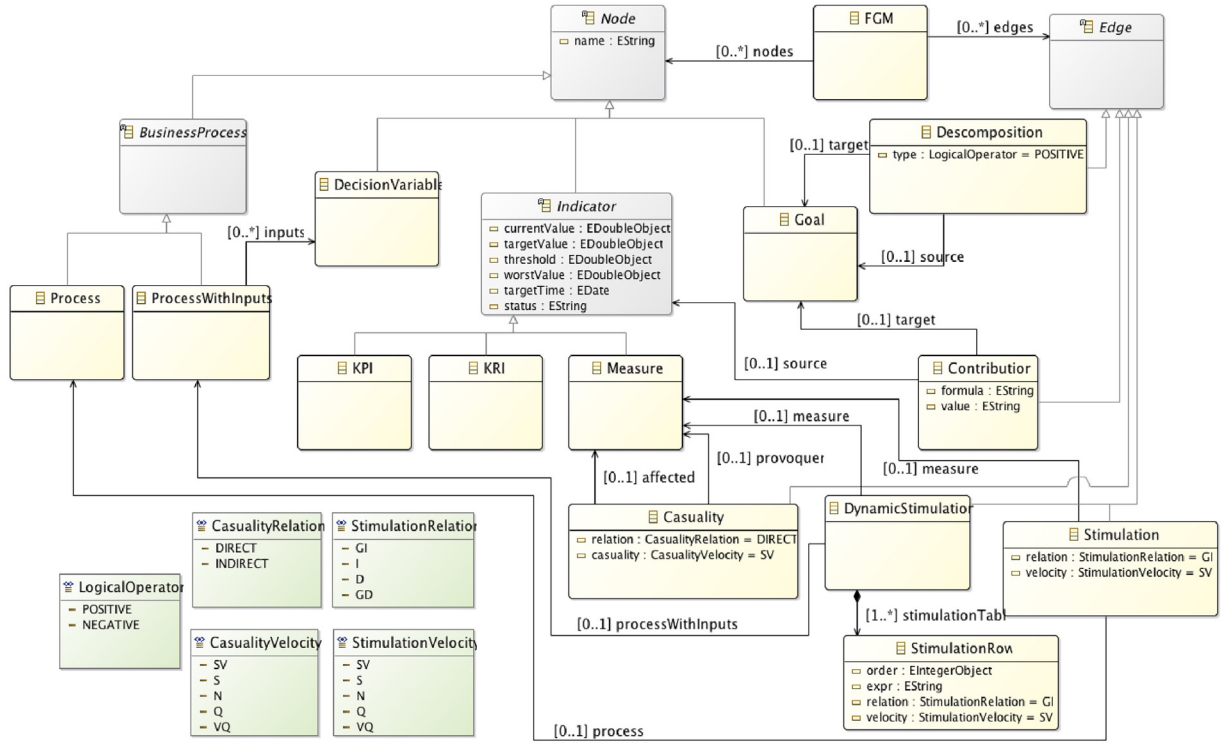 Node
name : EString
FGM
[0..*] edges
Edge
[0..*] nodes
BusinessProcess
DecisionVariable
Indicator
currentValue : EDoubleObject
targetValue : EDoubleObject
threshold : EDoubleObject
worstValue : EDoubleObject
targetTime : EDate
status : EString
Descomposition
type : LogicalOperator = POSITIVE
[0..1] target
Goal
[0..1] source
[0..*] inputs
Process
ProcessWithInputs
[0..1] target
KPI
KRI
Measure
[0..1] source
Contributior
formula : EString
value : EString
[0..1] measure
[0..1] provoquer
[0..1] measure
[0..1] affected
Casuality
relation : CasualityRelation = DIRECT
casuality : CasualityVelocity = SV
DynamicStimulation
Stimulation
relation : StimulationRelation = GI
velocity : StimulationVelocity = SV
CasualityRelation
DIRECT
INDIRECT
StimulationRelation
GI
I
D
GD
LogicalOperator
POSITIVE
NEGATIVE
[0..1] processWithInputs
[1..*] stimulationTabl
CasualityVelocity
SV
S
N
Q
VQ
StimulationVelocity
SV
S
N
Q
VQ
StimulationRow
order : EIntegerObject
expr : EString
relation : StimulationRelation = GI
velocity : StimulationVelocity = SV
[0..1] process